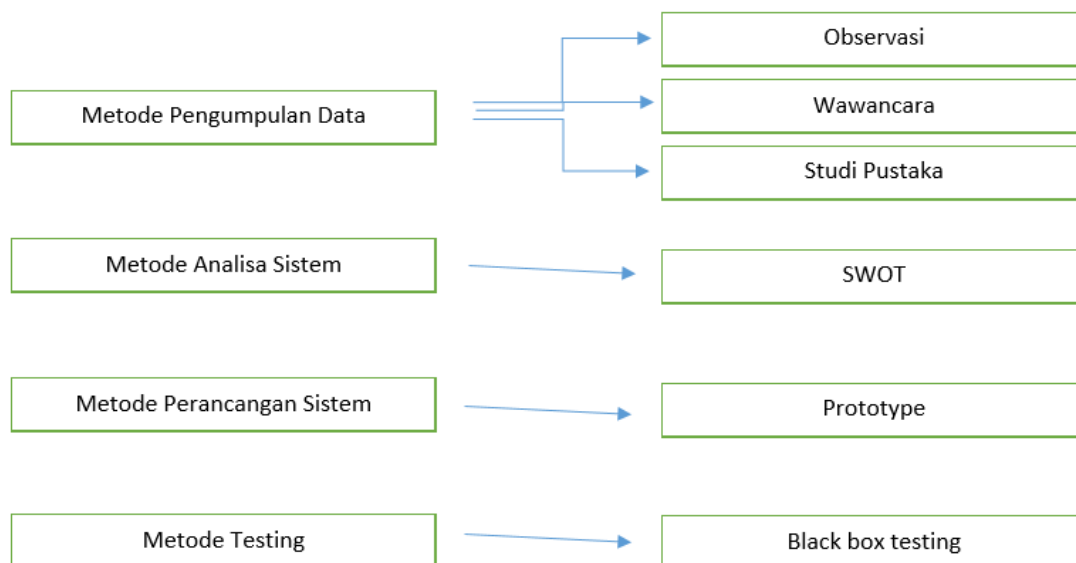 Observasi
Metode Pengumpulan Data
Wawancara
Studi Pustaka
Metode Analisa Sistem
SWOT
Metode Perancangan Sistem
Prototype
Metode Testing
Black box testing